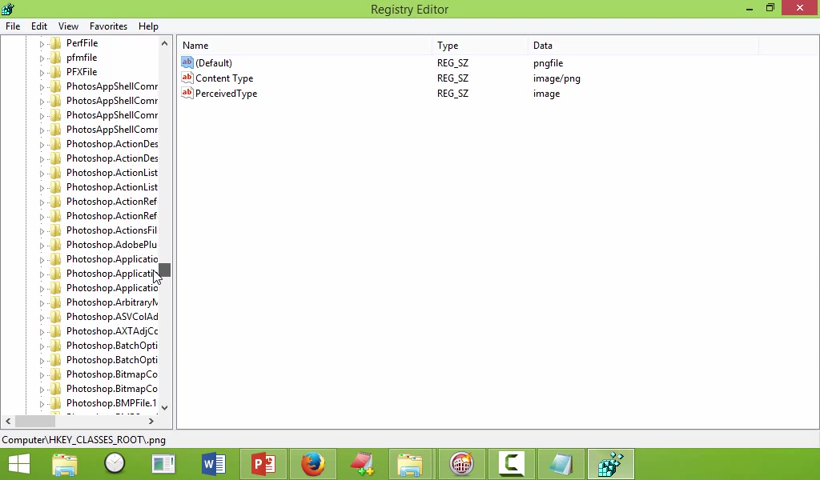 Registry Editor
File Edit View Favorites Help
PerfFile
pfmfile
PFXFile
PhotosAppShellComr
PhotosAppShellComr
PhotosAppShellComr
PhotosAppShellComr
Photoshop.ActionDes
Photoshop.ActionDes
Photoshop.ActionList
Photoshop.ActionList
Photoshop.ActionRef
Photoshop.ActionRef
Photoshop.ActionsFil
Photoshop.AdobePlu
Photoshop.Applicatio
Photoshop.Applicati
Photoshop.Applicatio
Photoshop.ArbitraryM
Photoshop.ASVColAd
Photoshop.AXTAdjCo
Photoshop.BatchOpti
Photoshop.BatchOpti
Photoshop.BitmapCo
Photoshop.BitmapCo
Photoshop.BMPFile.1
Name Type Data
(Default) REG_SZ pngfile
Content Type REG_SZ image/png
PerceivedType REG_SZ image
Computer\HKEY_CLASSES_ROOT\.png